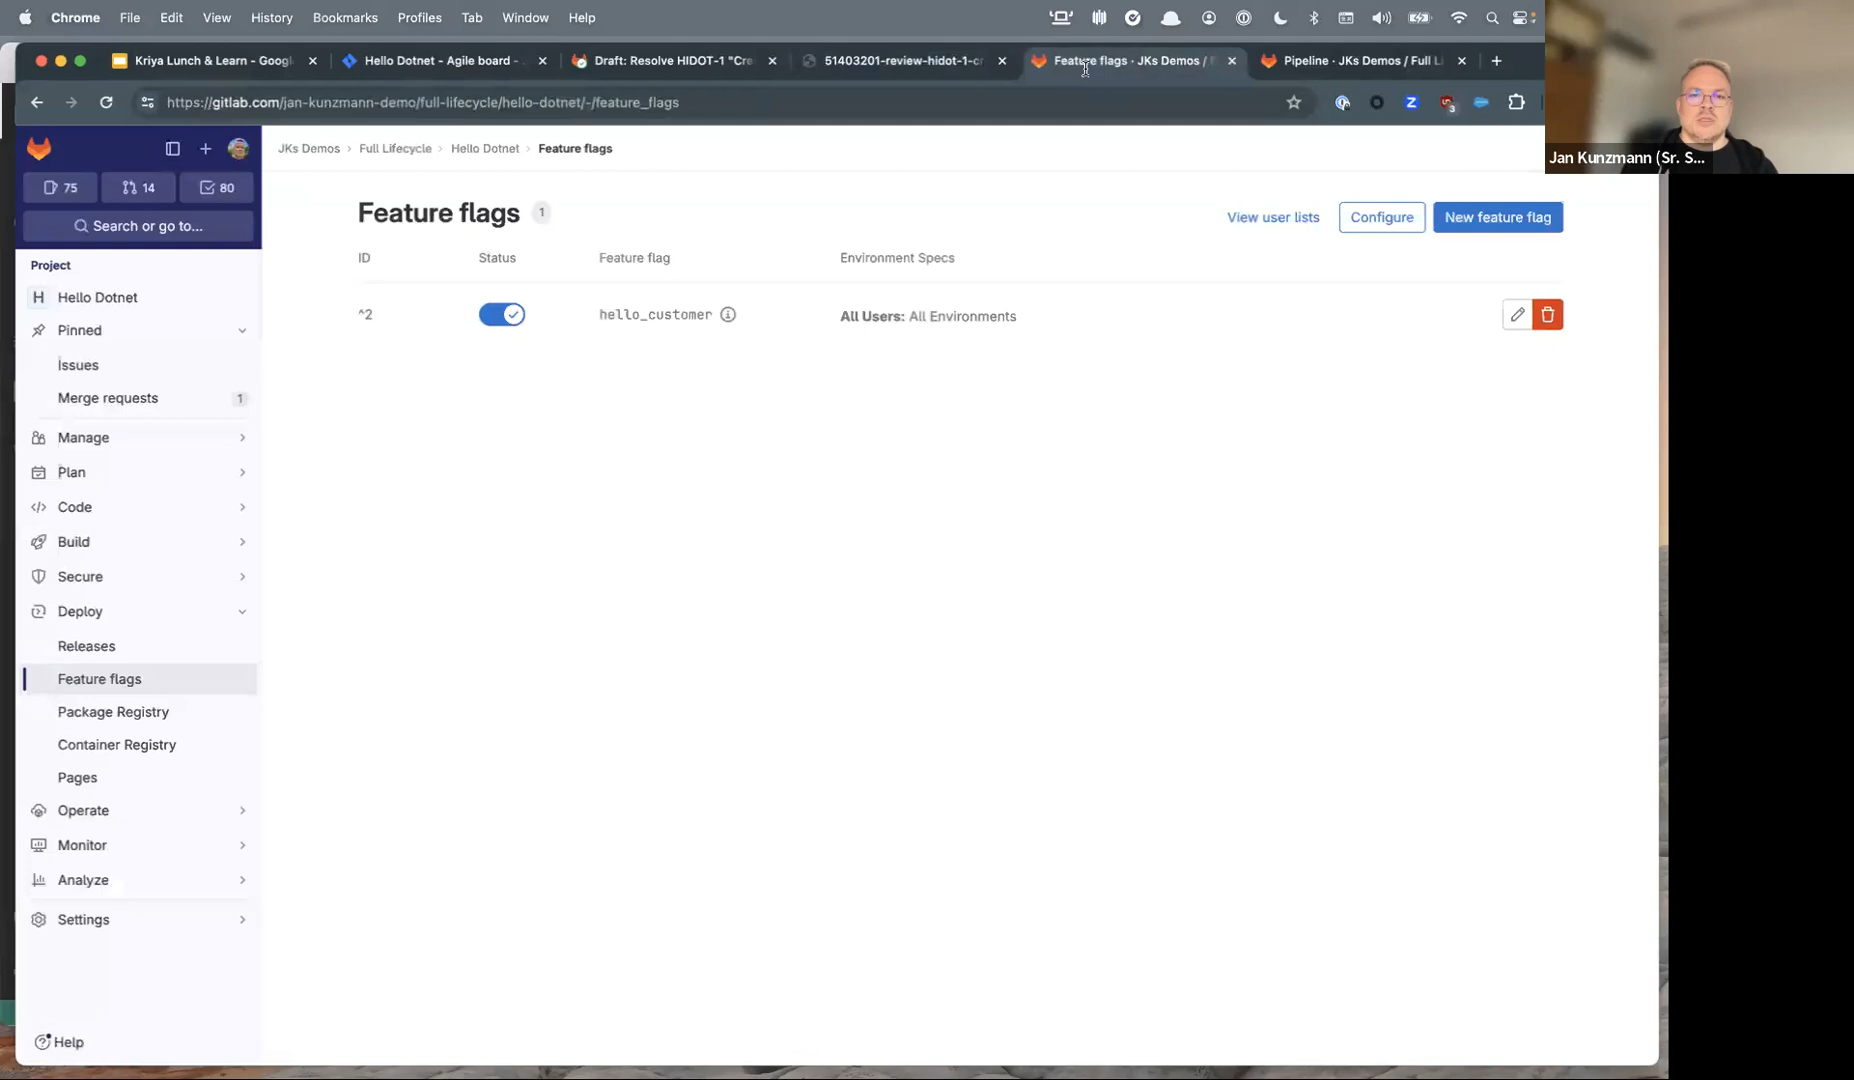 Chrome File Edit View History Bookmarks Profiles Tab Window Help
Kriya Lunch & Learn - Googl
Hello Dotnet - Agile board -
Draft: Resolve HIDOT-1 "Cre
51403201-review-hidot-1-cr
Feature flags · JKs Demos /
Pipeline · JKs Demos / Full Li
https://gitlab.com/jan-kunzmann-demo/full-lifecycle/hello-dotnet/-/feature_flags
Z
3
Jan Kunzmann (Sr. S...
JKs Demos › Full Lifecycle › Hello Dotnet › Feature flags
75 14 80
Search or go to...
Project
H Hello Dotnet
Pinned
Issues
Merge requests 1
Manage
Plan
Code
Build
Secure
Deploy
Releases
Feature flags
Package Registry
Container Registry
Pages
Operate
Monitor
Analyze
Settings
Help
Feature flags 1
View user lists Configure New feature flag
ID Status Feature flag Environment Specs
^2 hello_customer All Users: All Environments